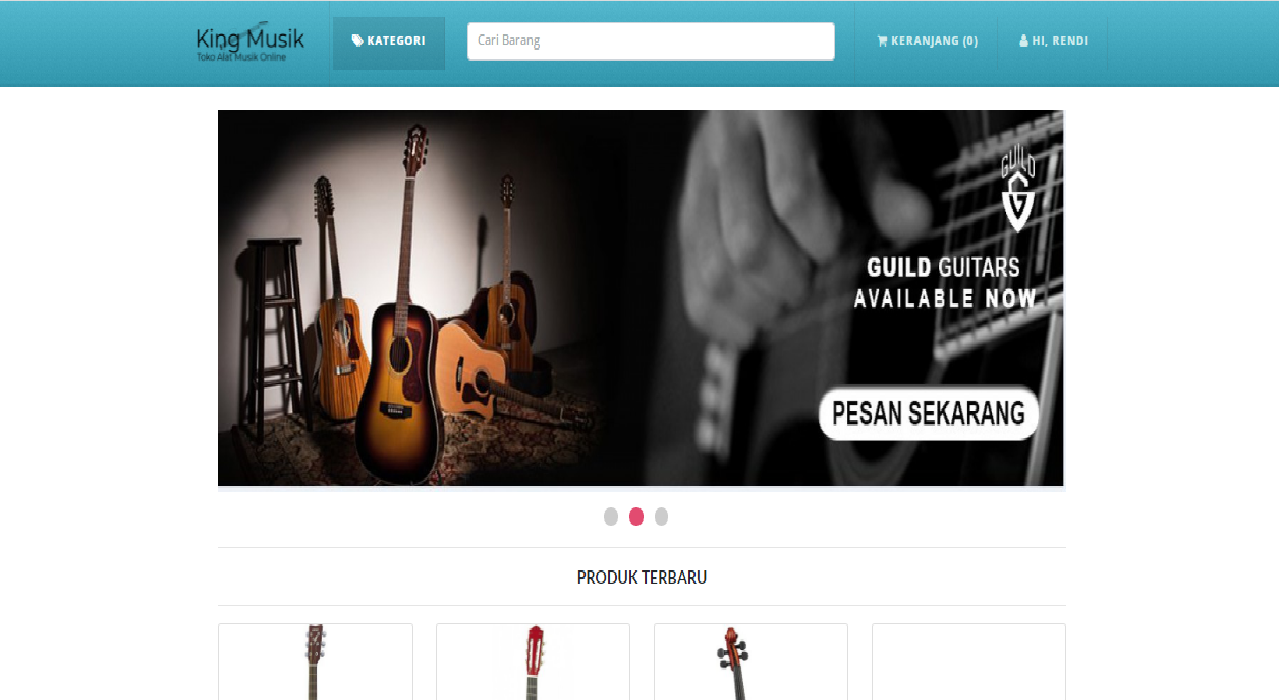 King Musik
Toko Alat Musik Online
KATEGORI
Cari Barang
KERANJANG (0)
HI, RENDI
GUILD
G
GUILD GUITARS
AVAILABLE NOW
PESAN SEKARANG
PRODUK TERBARU